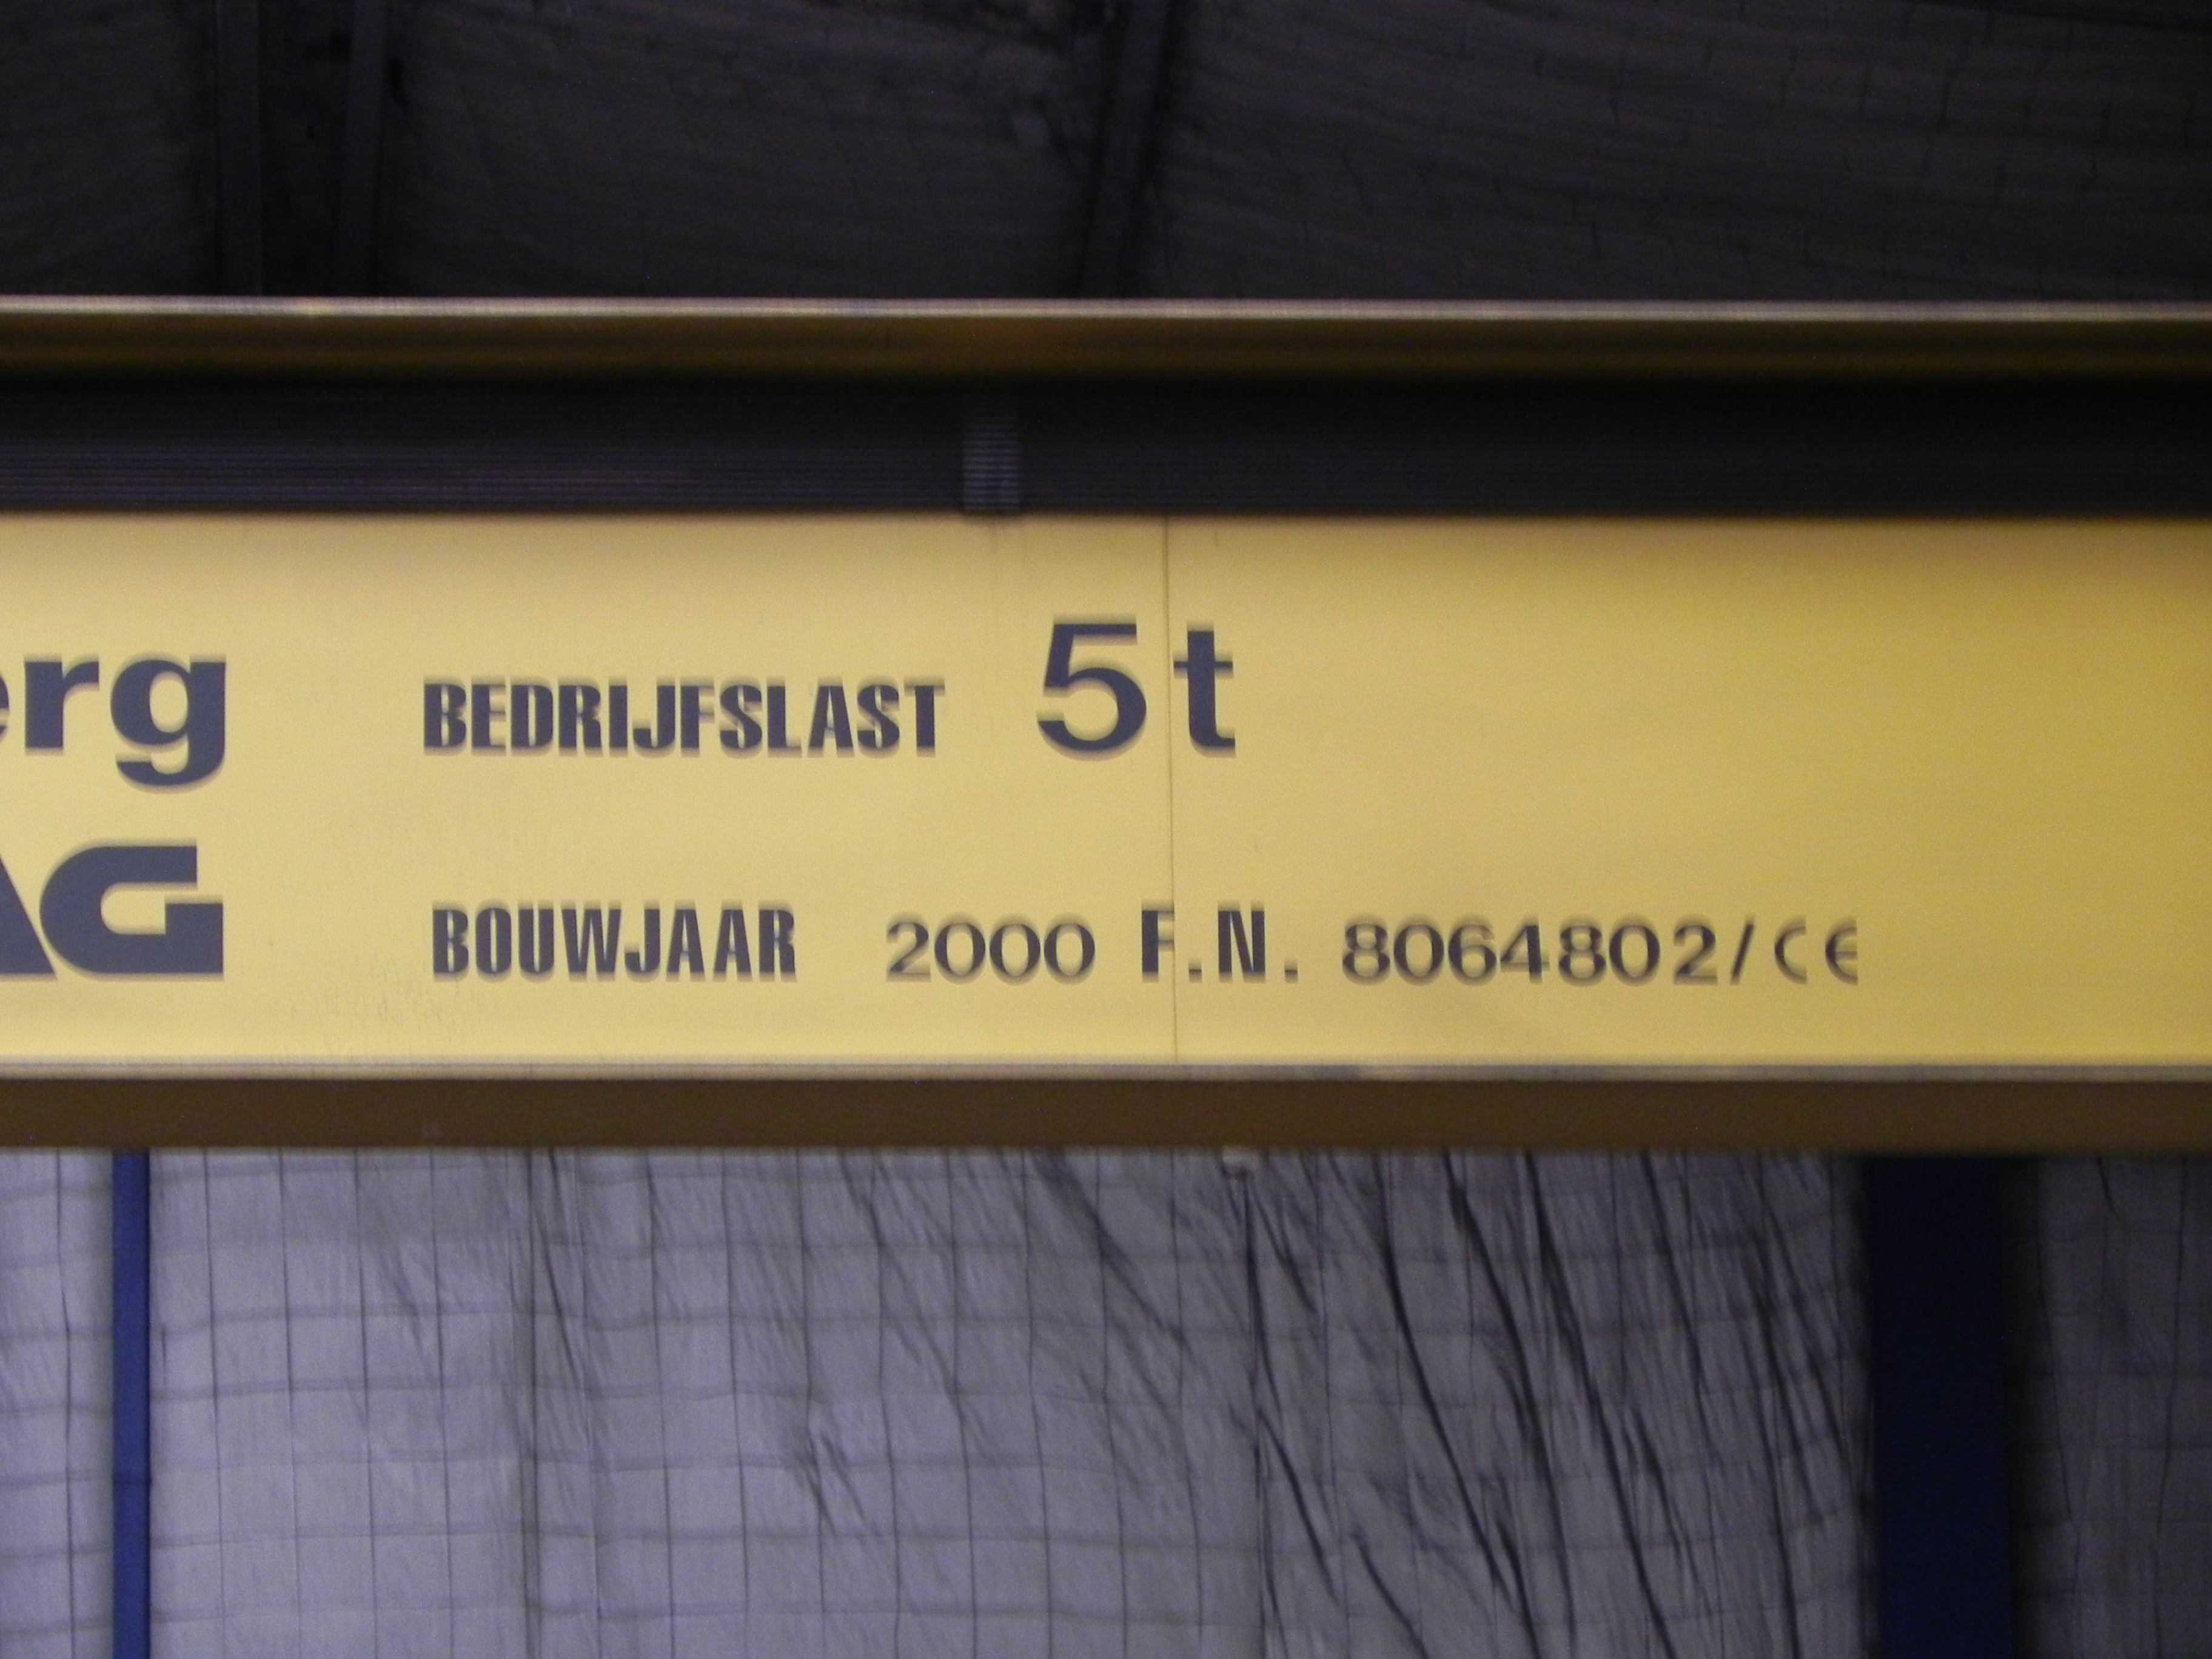 erg BEDRIJFSLAST 5t
AG BOUWJAAR 2000 F.N. 8064802/CE